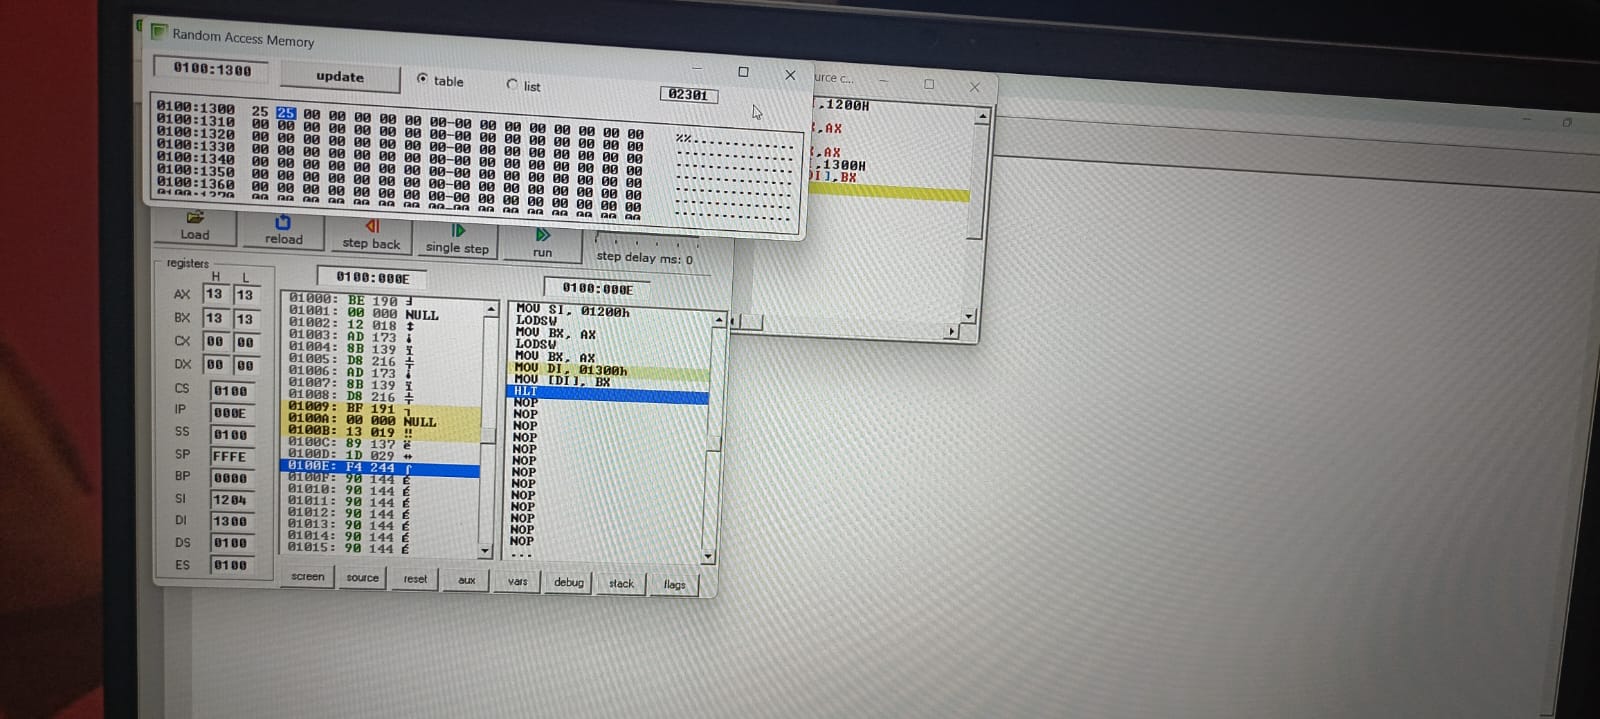 Random Access Memory
0100:1300
update
table
list
02301
0100:1300 25 25 00 00 00 00 00 00-00 00 00 00 00 00 00 00 %%..............
0100:1310 00 00 00 00 00 00 00 00-00 00 00 00 00 00 00 00 ................
0100:1320 00 00 00 00 00 00 00 00-00 00 00 00 00 00 00 00 ................
0100:1330 00 00 00 00 00 00 00 00-00 00 00 00 00 00 00 00 ................
0100:1340 00 00 00 00 00 00 00 00-00 00 00 00 00 00 00 00 ................
0100:1350 00 00 00 00 00 00 00 00-00 00 00 00 00 00 00 00 ................
0100:1360 00 00 00 00 00 00 00 00-00 00 00 00 00 00 00 00 ................
urce c...
,1200H
,AX
,AX
,1300H
DI],BX
Load
reload
step back
single step
run
step delay ms: 0
registers
H L
AX 13 13
BX 13 13
CX 00 00
DX 00 00
CS 0100
IP 000E
SS 0100
SP FFFE
BP 0000
SI 1204
DI 1300
DS 0100
ES 0100
0100:000E
01000: BE 190 ╛
01001: 00 000 NULL
01002: 12 018 ↕
01003: AD 173 ¡
01004: 8B 139 ï
01005: D8 216 ╪
01006: AD 173 ¡
01007: 8B 139 ï
01008: D8 216 ╪
01009: BF 191 ┐
0100A: 00 000 NULL
0100B: 13 019 ‼
0100C: 89 137 ë
0100D: 1D 029 ↔
0100E: F4 244 ⌠
0100F: 90 144 É
01010: 90 144 É
01011: 90 144 É
01012: 90 144 É
01013: 90 144 É
01014: 90 144 É
01015: 90 144 É
0100:000E
MOV SI, 01200h
LODSW
MOV BX, AX
LODSW
MOV BX, AX
MOV DI, 01300h
MOV [DI], BX
HLT
NOP
NOP
NOP
NOP
NOP
NOP
NOP
NOP
NOP
NOP
NOP
NOP
NOP
...
screen
source
reset
aux
vars
debug
stack
flags